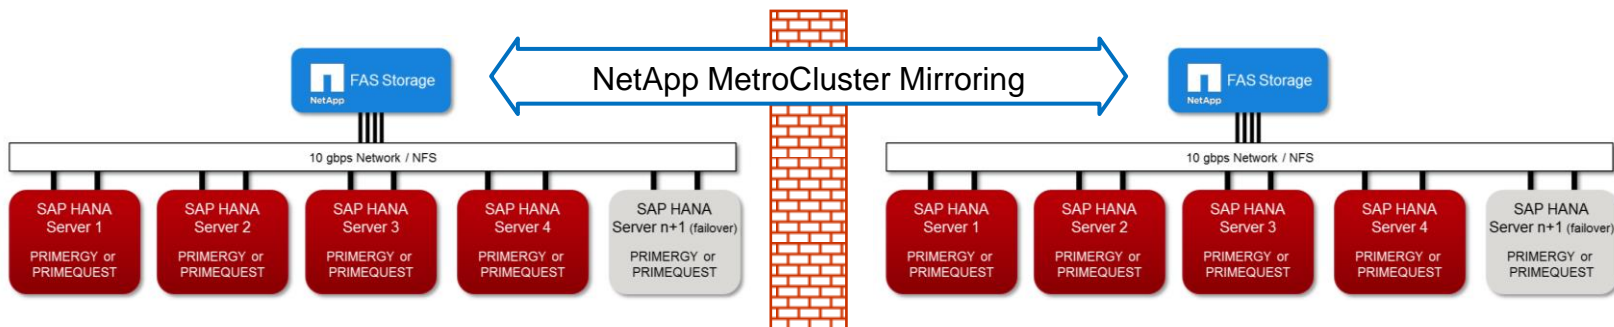 NetApp MetroCluster Mirroring
FAS Storage
NetApp
10 gbps Network / NFS
SAP HANA
Server 1
PRIMERGY or
PRIMEQUEST
SAP HANA
Server 2
PRIMERGY or
PRIMEQUEST
SAP HANA
Server 3
PRIMERGY or
PRIMEQUEST
SAP HANA
Server 4
PRIMERGY or
PRIMEQUEST
SAP HANA
Server n+1 (failover)
PRIMERGY or
PRIMEQUEST
FAS Storage
NetApp
10 gbps Network / NFS
SAP HANA
Server 1
PRIMERGY or
PRIMEQUEST
SAP HANA
Server 2
PRIMERGY or
PRIMEQUEST
SAP HANA
Server 3
PRIMERGY or
PRIMEQUEST
SAP HANA
Server 4
PRIMERGY or
PRIMEQUEST
SAP HANA
Server n+1 (failover)
PRIMERGY or
PRIMEQUEST